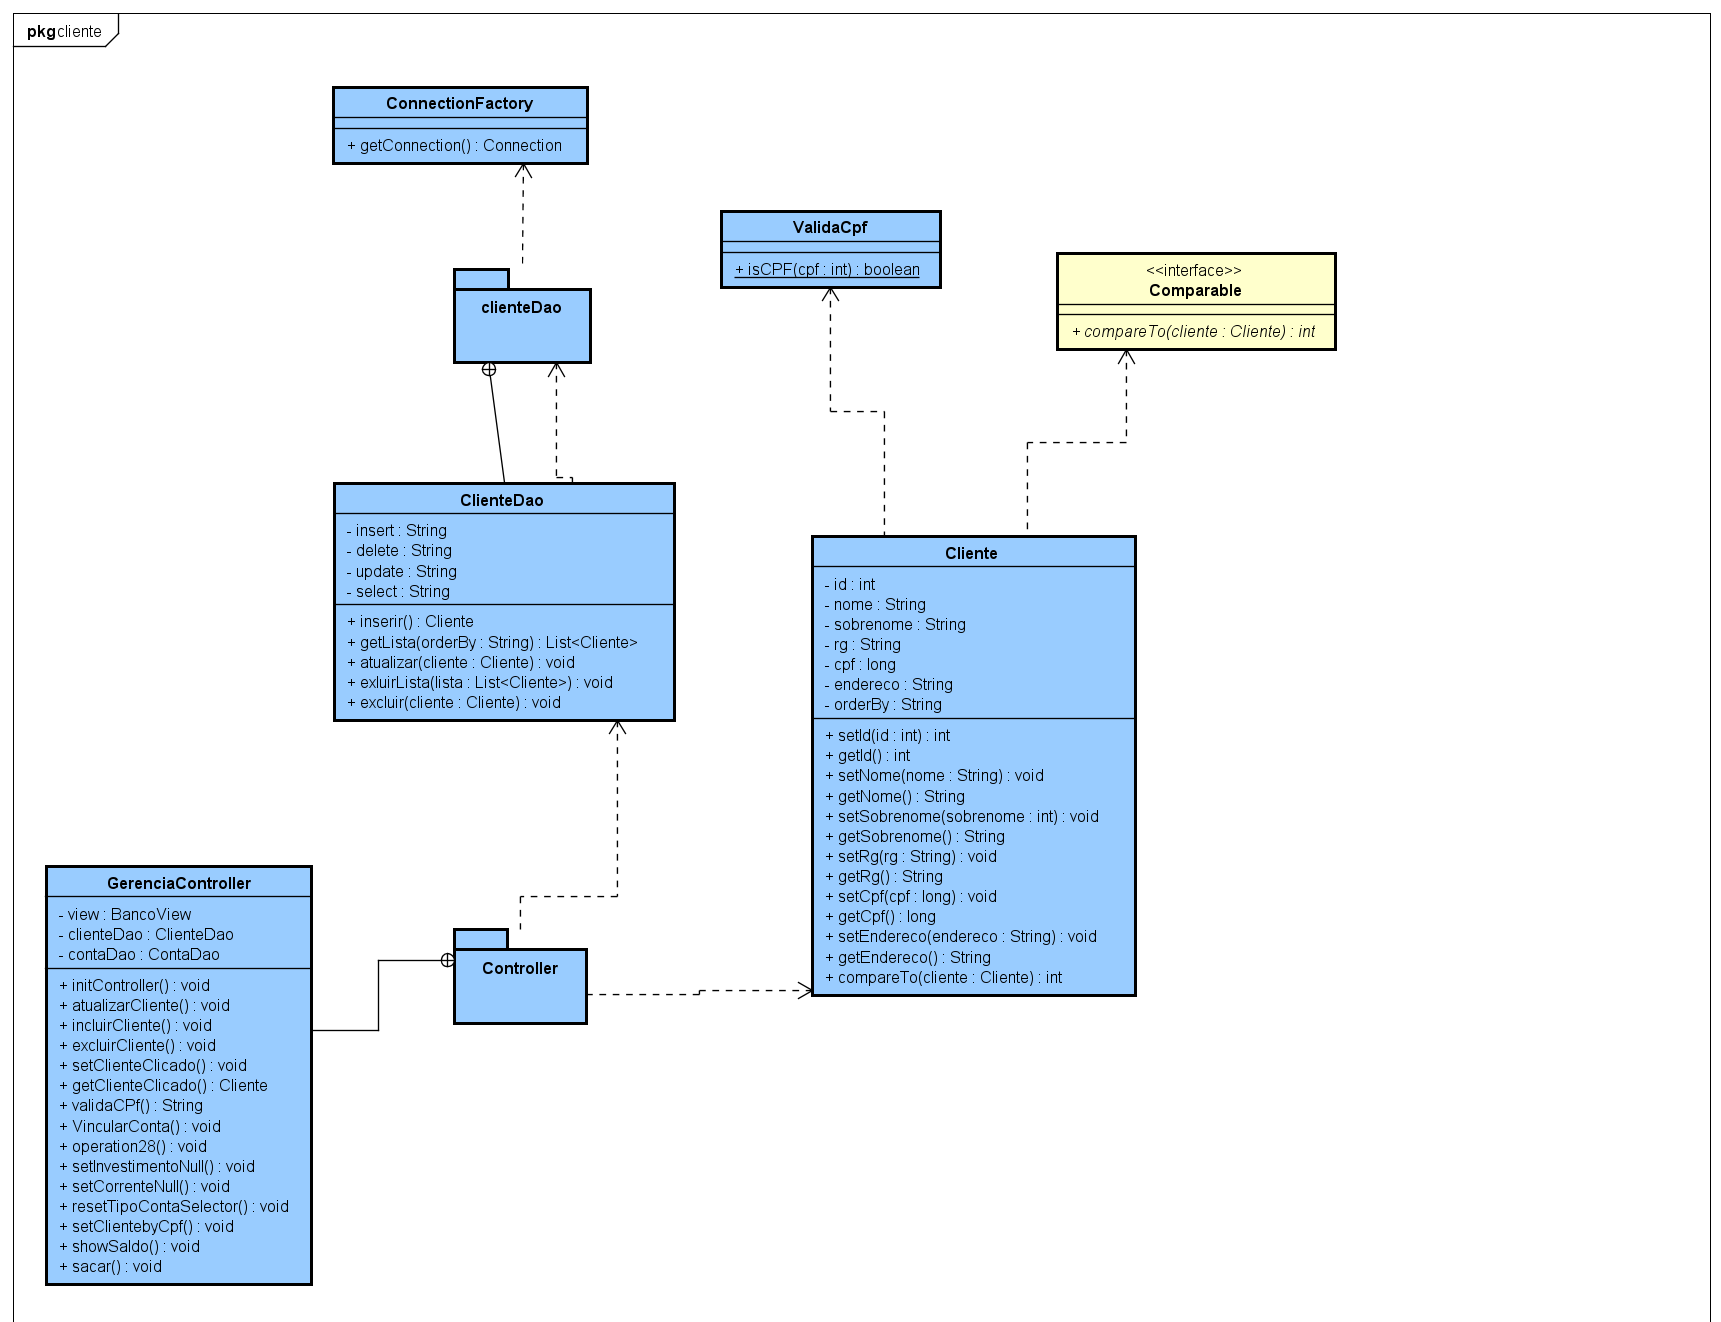 pkg cliente
ConnectionFactory
+ getConnection() : Connection
ValidaCpf
+ isCPF(cpf : int) : boolean
<<interface>>
Comparable
+ compareTo(cliente : Cliente) : int
clienteDao
ClienteDao
- insert : String
- delete : String
- update : String
- select : String
+ inserir() : Cliente
+ getLista(orderBy : String) : List<Cliente>
+ atualizar(cliente : Cliente) : void
+ exluirLista(lista : List<Cliente>) : void
+ excluir(cliente : Cliente) : void
Cliente
- id : int
- nome : String
- sobrenome : String
- rg : String
- cpf : long
- endereco : String
- orderBy : String
+ setId(id : int) : int
+ getId() : int
+ setNome(nome : String) : void
+ getNome() : String
+ setSobrenome(sobrenome : int) : void
+ getSobrenome() : String
+ setRg(rg : String) : void
+ getRg() : String
+ setCpf(cpf : long) : void
+ getCpf() : long
+ setEndereco(endereco : String) : void
+ getEndereco() : String
+ compareTo(cliente : Cliente) : int
GerenciaController
- view : BancoView
- clienteDao : ClienteDao
- contaDao : ContaDao
+ initController() : void
+ atualizarCliente() : void
+ incluirCliente() : void
+ excluirCliente() : void
+ setClienteClicado() : void
+ getClienteClicado() : Cliente
+ validaCPf() : String
+ VincularConta() : void
+ operation28() : void
+ setInvestimentoNull() : void
+ setCorrenteNull() : void
+ resetTipoContaSelector() : void
+ setClientebyCpf() : void
+ showSaldo() : void
+ sacar() : void
Controller